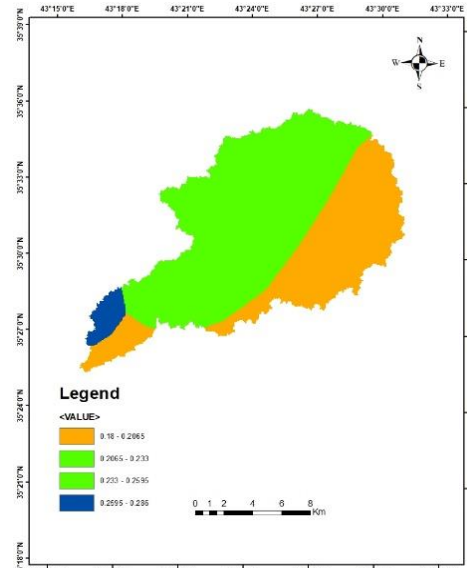 43°15'0"E 43°18'0"E 43°21'0"E 43°24'0"E 43°27'0"E 43°30'0"E 43°33'0"E
35°39'0"N
N
W E
S
35°36'0"N
35°33'0"N
35°30'0"N
35°27'0"N
35°24'0"N
35°21'0"N
35°18'0"N
Legend
<VALUE>
0.18 - 0.2065
0.2065 - 0.233
0.233 - 0.2595
0.2595 - 0.286
0 1 2 4 6 8
Km